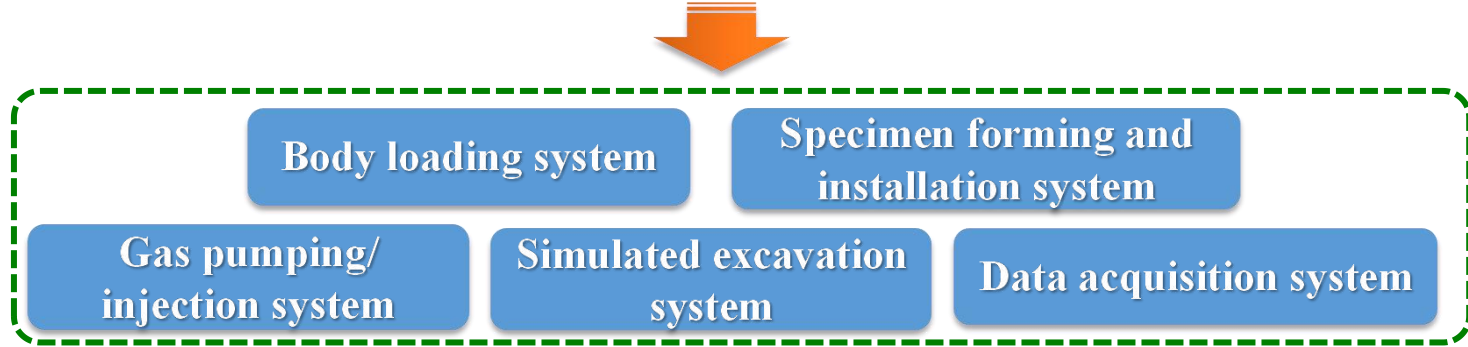 Body loading system
Specimen forming and
installation system
Gas pumping/
injection system
Simulated excavation
system
Data acquisition system